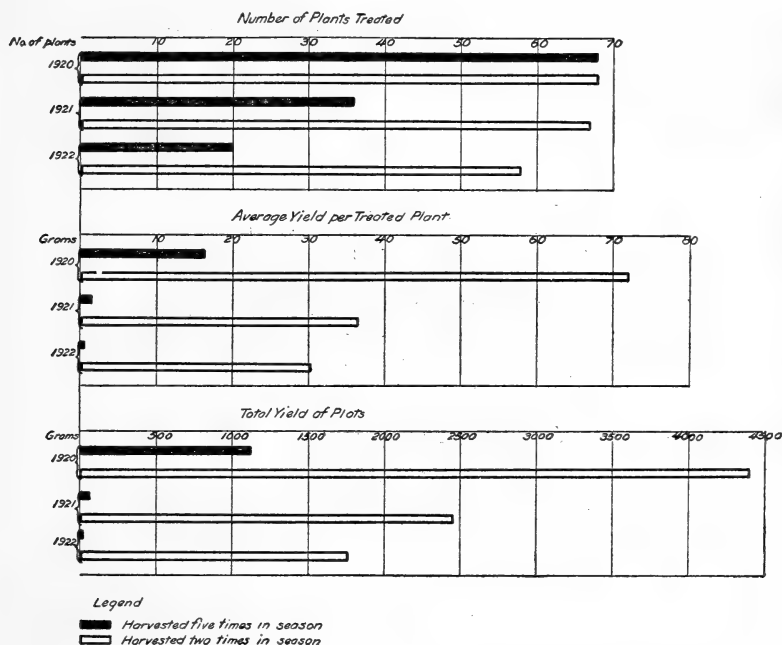 Number of Plants Treated
No. of plants 10 20 30 40 50 60 70
1920
1921
1922
Average Yield per Treated Plant.
Grams 10 20 30 40 50 60 70 80
1920
1921
1922
Total Yield of Plots
Grams 500 1000 1500 2000 2500 3000 3500 4000 4500
1920
1921
1922
Legend
Harvested five times in season
Harvested two times in season